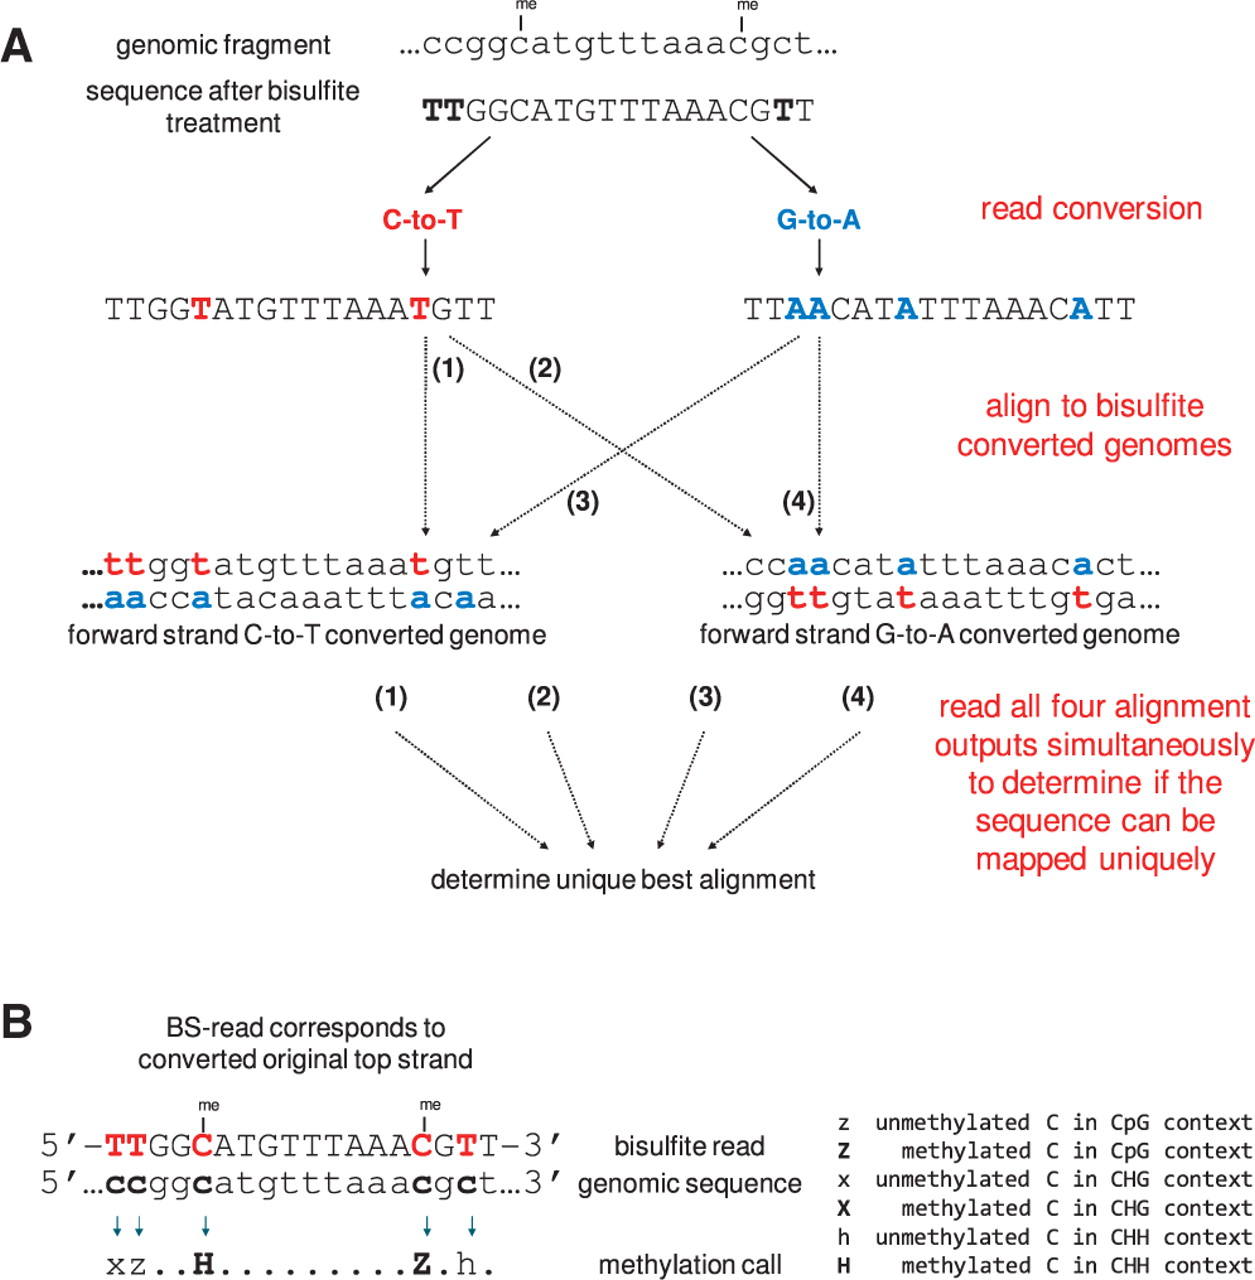 A
me me
genomic fragment …ccggcatgtttaaacgct…
sequence after bisulfite
treatment
TTGGCATGTTTAAACGTT
C-to-T G-to-A read conversion
TTGGTATGTTTAAATGTT TTAACATATTTAAACATT
(1) (2)
align to bisulfite
converted genomes
(3) (4)
…ttggtatgtttaaatgtt… …ccaacatatttaaacact…
…aaccatacaaatttacaa… …ggttgtataaatttgtga…
forward strand C-to-T converted genome forward strand G-to-A converted genome
(1) (2) (3) (4)
read all four alignment
outputs simultaneously
to determine if the
sequence can be
mapped uniquely
determine unique best alignment
B
BS-read corresponds to
converted original top strand
me me
5′–TTGGCATGTTTAAACGTT–3′ bisulfite read
5′…ccggcatgtttaaacgct…3′ genomic sequence
xz..H.........Z.h. methylation call
z unmethylated C in CpG context
Z methylated C in CpG context
x unmethylated C in CHG context
X methylated C in CHG context
h unmethylated C in CHH context
H methylated C in CHH context